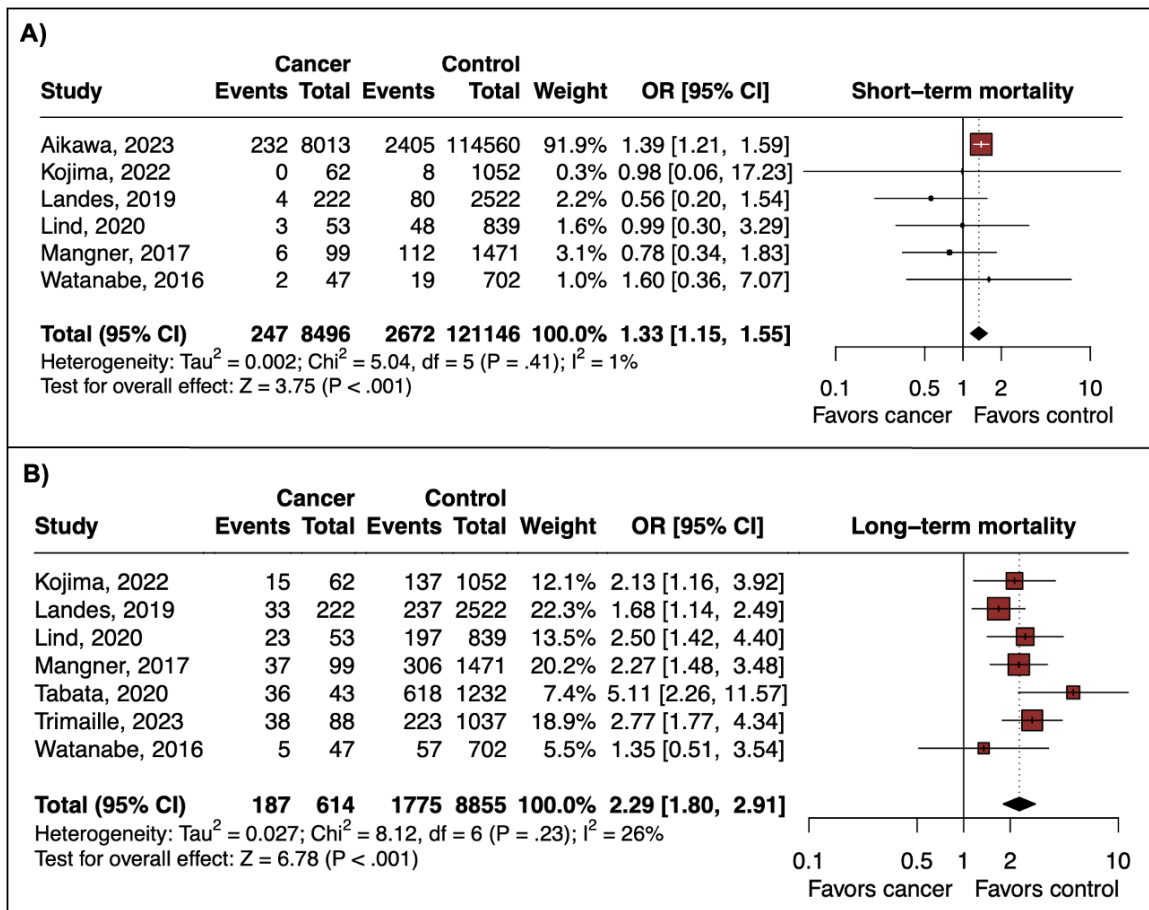 A)
Cancer Control
Study Events Total Events Total Weight OR [95% CI] Short−term mortality
Aikawa, 2023 232 8013 2405 114560 91.9% 1.39 [1.21, 1.59]
Kojima, 2022 0 62 8 1052 0.3% 0.98 [0.06, 17.23]
Landes, 2019 4 222 80 2522 2.2% 0.56 [0.20, 1.54]
Lind, 2020 3 53 48 839 1.6% 0.99 [0.30, 3.29]
Mangner, 2017 6 99 112 1471 3.1% 0.78 [0.34, 1.83]
Watanabe, 2016 2 47 19 702 1.0% 1.60 [0.36, 7.07]
Total (95% CI) 247 8496 2672 121146 100.0% 1.33 [1.15, 1.55]
Heterogeneity: Tau² = 0.002; Chi² = 5.04, df = 5 (P = .41); I² = 1%
Test for overall effect: Z = 3.75 (P < .001)
0.1 0.5 1 2 10
Favors cancer Favors control
B)
Cancer Control
Study Events Total Events Total Weight OR [95% CI] Long−term mortality
Kojima, 2022 15 62 137 1052 12.1% 2.13 [1.16, 3.92]
Landes, 2019 33 222 237 2522 22.3% 1.68 [1.14, 2.49]
Lind, 2020 23 53 197 839 13.5% 2.50 [1.42, 4.40]
Mangner, 2017 37 99 306 1471 20.2% 2.27 [1.48, 3.48]
Tabata, 2020 36 43 618 1232 7.4% 5.11 [2.26, 11.57]
Trimaille, 2023 38 88 223 1037 18.9% 2.77 [1.77, 4.34]
Watanabe, 2016 5 47 57 702 5.5% 1.35 [0.51, 3.54]
Total (95% CI) 187 614 1775 8855 100.0% 2.29 [1.80, 2.91]
Heterogeneity: Tau² = 0.027; Chi² = 8.12, df = 6 (P = .23); I² = 26%
Test for overall effect: Z = 6.78 (P < .001)
0.1 0.5 1 2 10
Favors cancer Favors control